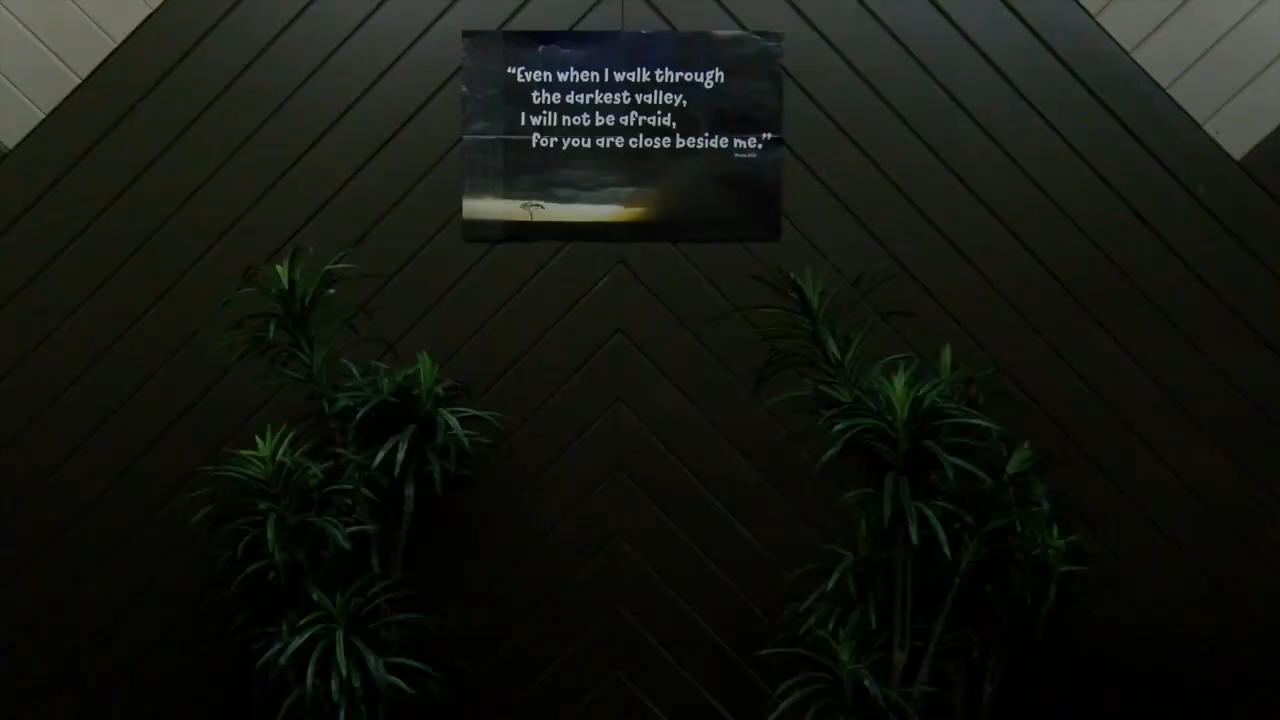 “Even when I walk through
the darkest valley,
I will not be afraid,
for you are close beside me.”